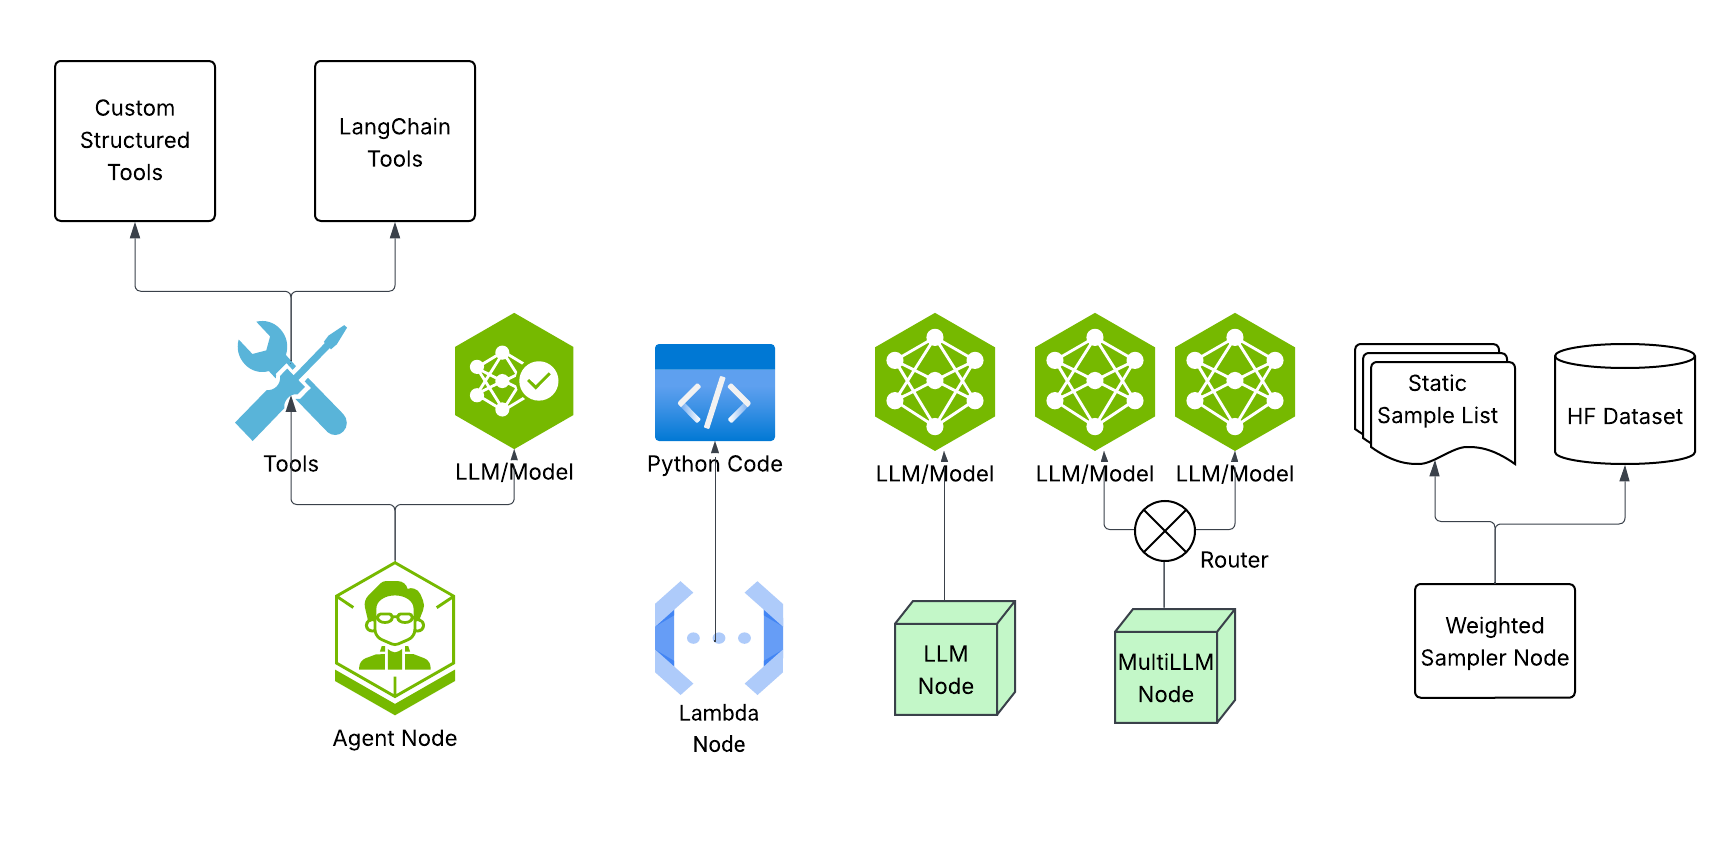 Custom
Structured
Tools
LangChain
Tools
Tools
LLM/Model
Python Code
LLM/Model
LLM/Model
LLM/Model
Static
Sample List
HF Dataset
Router
Agent Node
Lambda
Node
LLM
Node
MultiLLM
Node
Weighted
Sampler Node